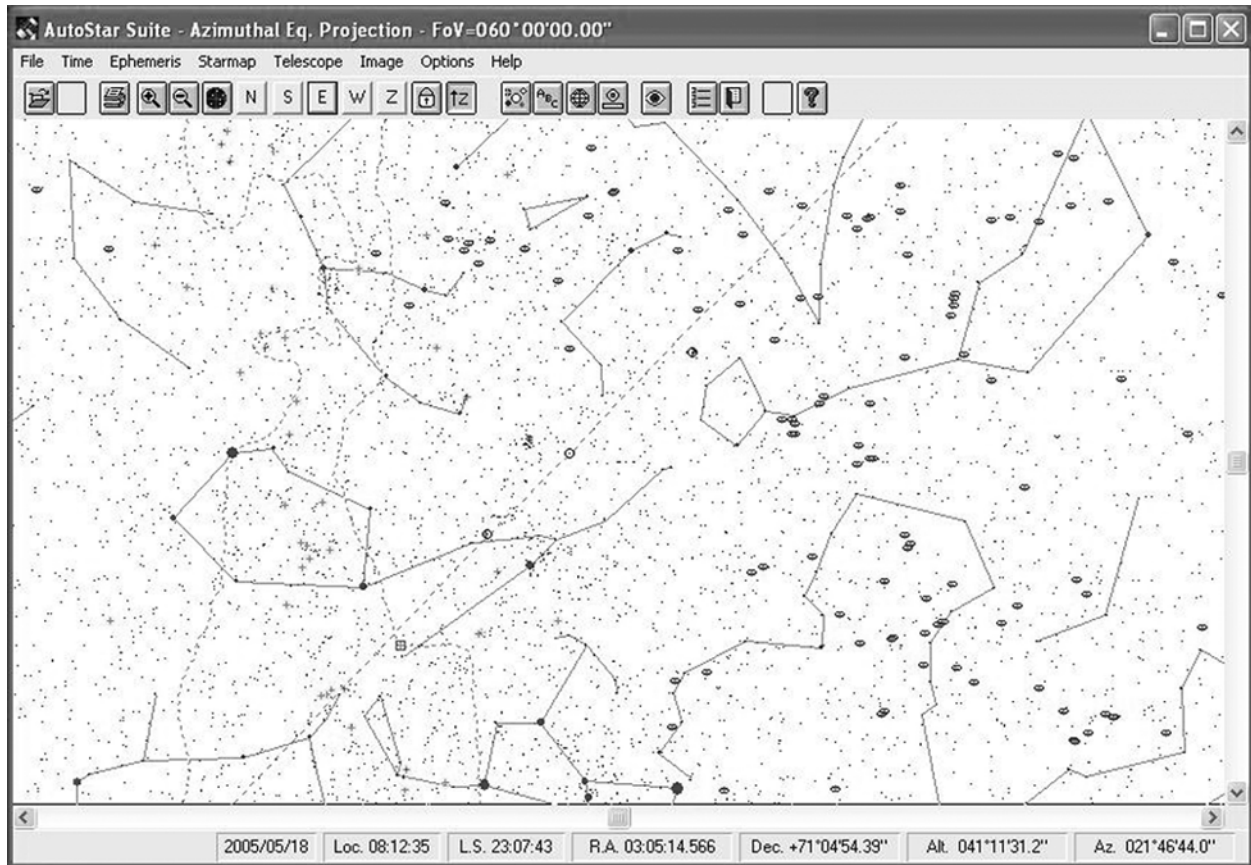 AutoStar Suite - Azimuthal Eq. Projection - FoV=060°00'00.00"
File Time Ephemeris Starmap Telescope Image Options Help
N S E W Z ↑Z ABC ?
2005/05/18 Loc. 08:12:35 L.S. 23:07:43 R.A. 03:05:14.566 Dec. +71°04'54.39" Alt. 041°11'31.2" Az. 021°46'44.0"